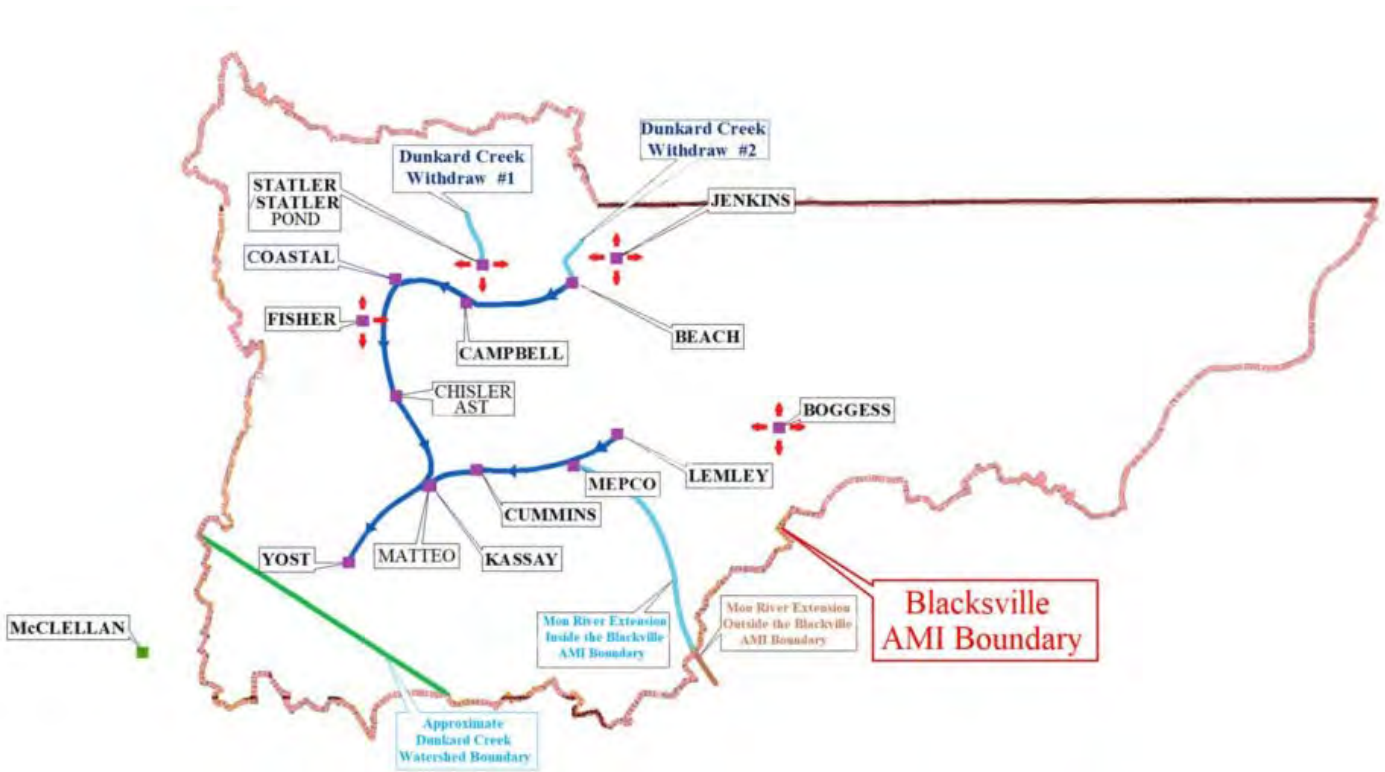 Dunkard Creek
Withdraw #2
Dunkard Creek
Withdraw #1
STATLER
STATLER
POND
JENKINS
COASTAL
FISHER
BEACH
CAMPBELL
CHISLER
AST
BOGGESS
LEMLEY
MEPCO
CUMMINS
YOST
MATTEO
KASSAY
Blacksville
AMI Boundary
Mon River Extension
Inside the Blackville
AMI Boundary
Mon River Extension
Outside the Blackville
AMI Boundary
McCLELLAN
Approximate
Dunkard Creek
Watershed Boundary